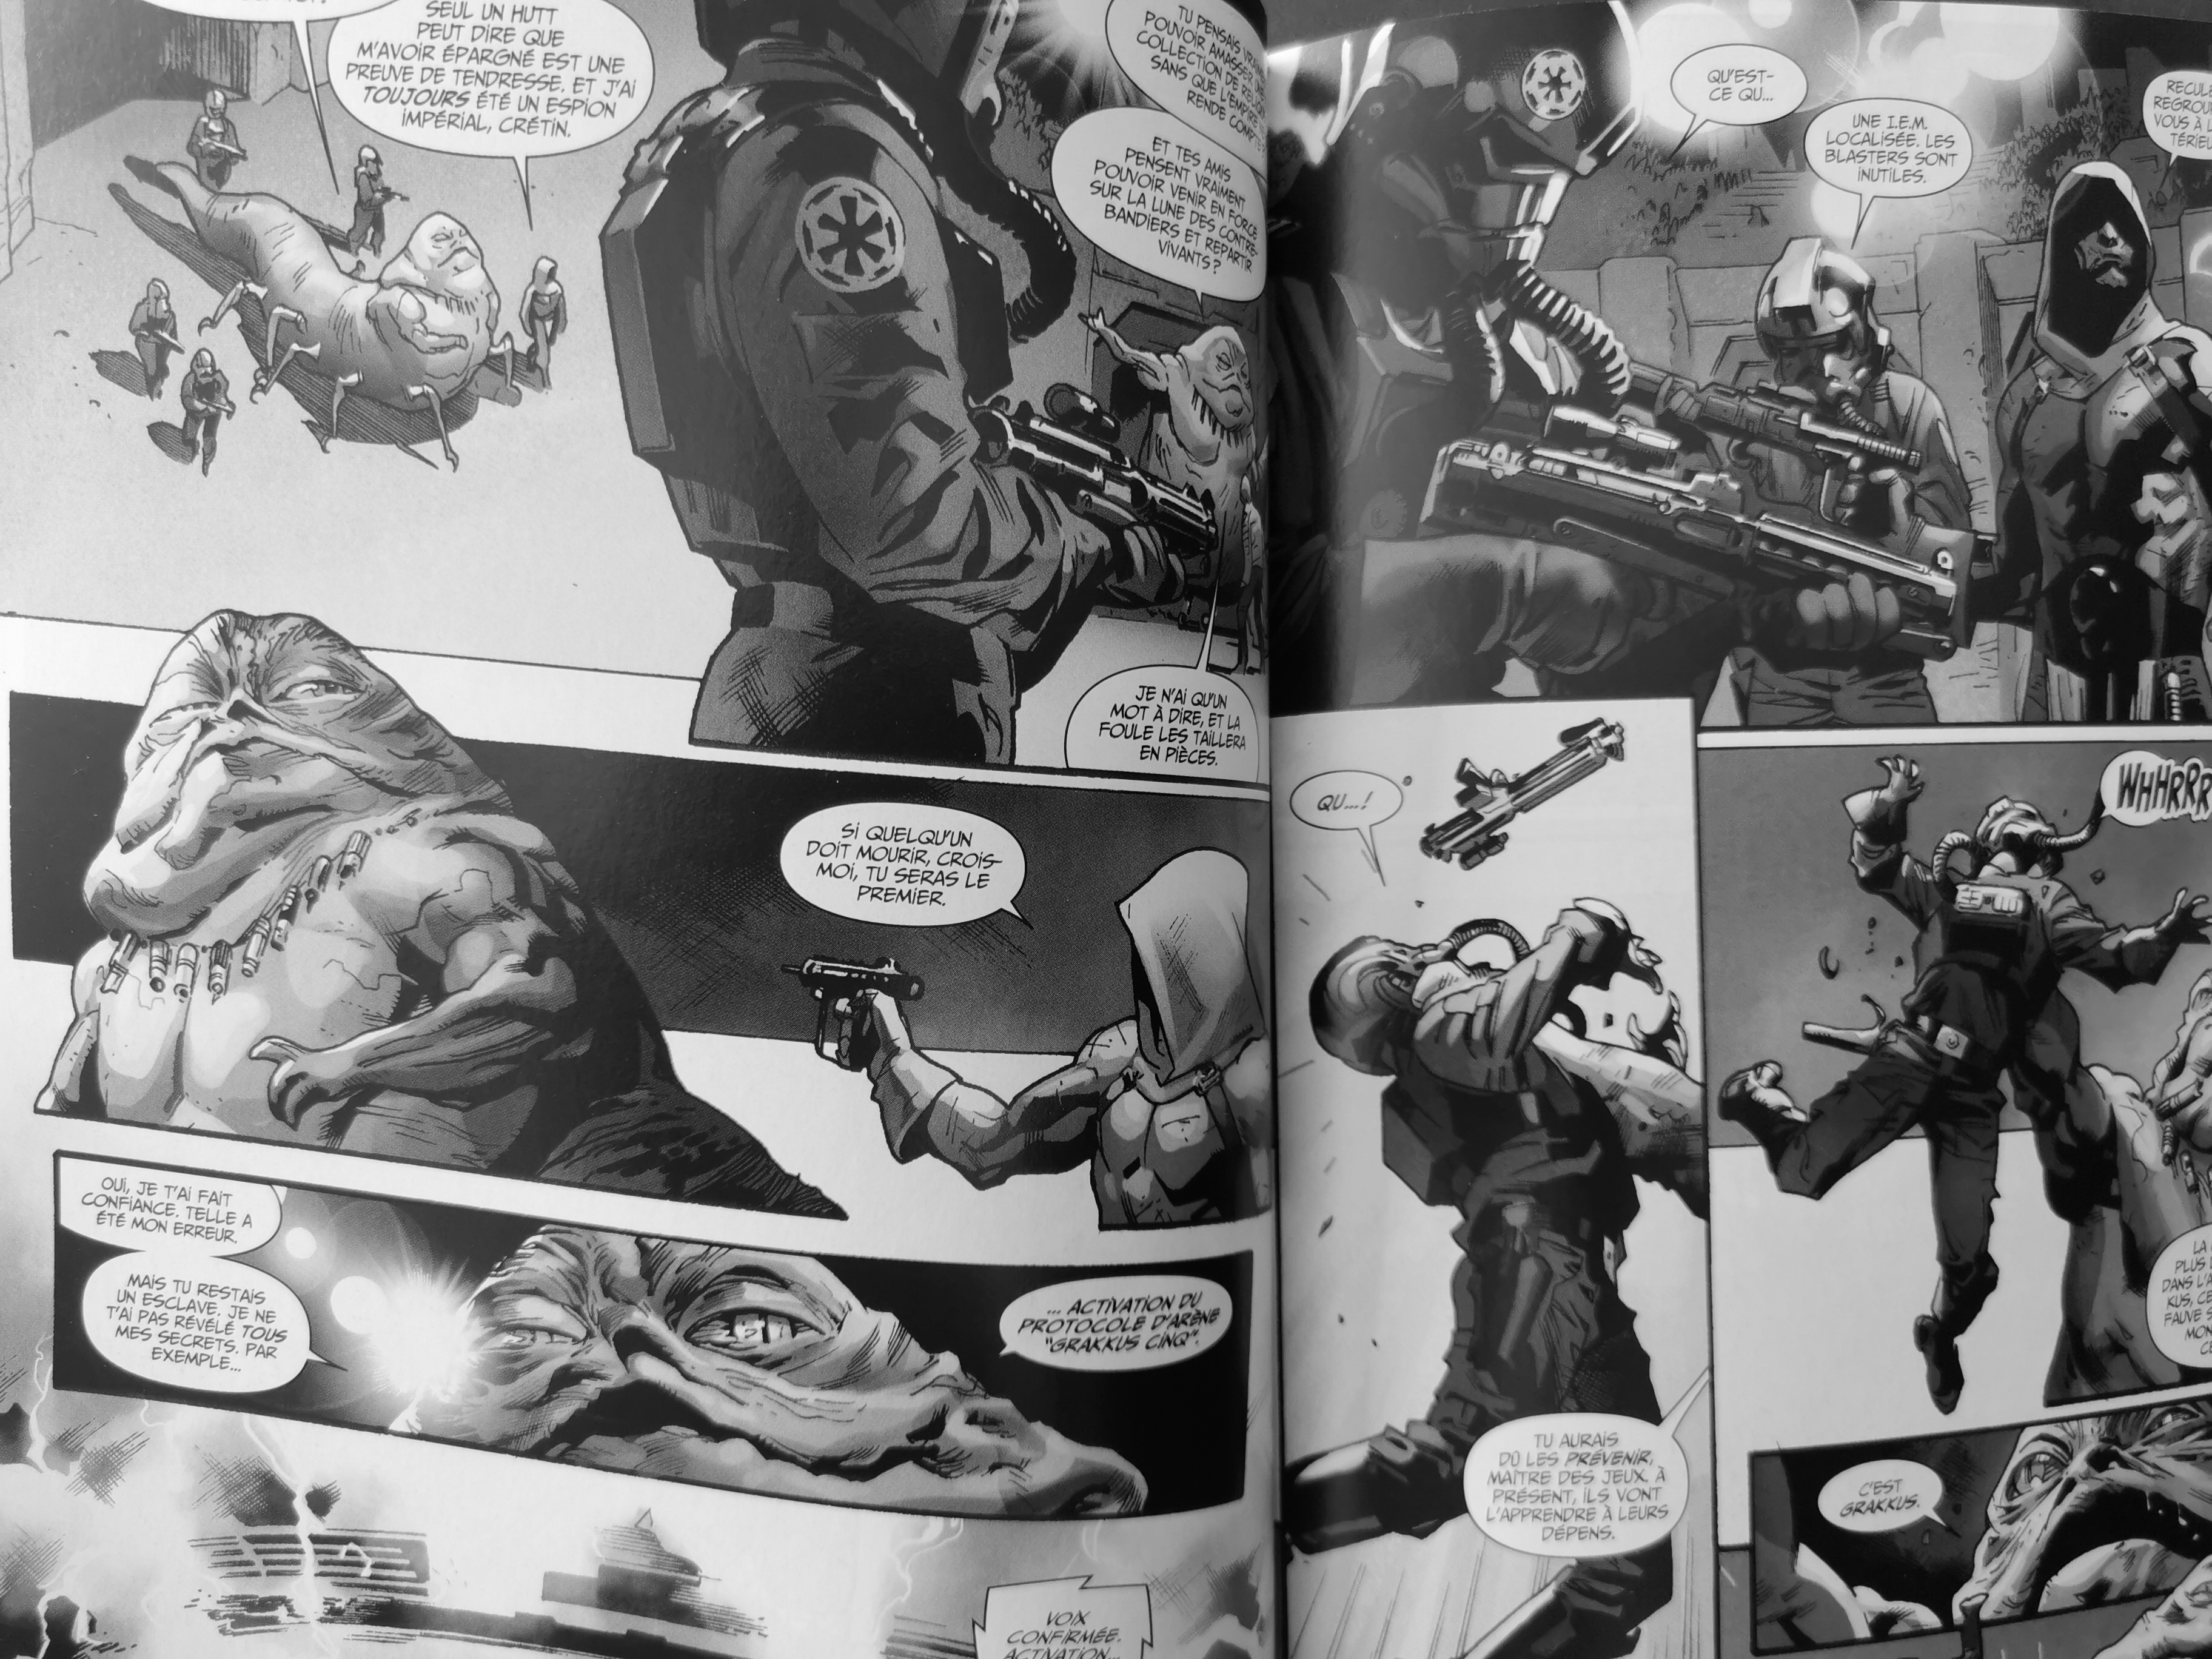 SEUL UN HUTT
PEUT DIRE QUE
M'AVOIR ÉPARGNÉ EST UNE
PREUVE DE TENDRESSE. ET J'AI
TOUJOURS ÉTÉ UN ESPION
IMPÉRIAL, CRÉTIN.
TU PENSAIS
POUVOIR AMASSER
COLLECTION DE
SANS QUE L'EMPIRE
RENDE COMPTE
ET TES AMIS
PENSENT VRAIMENT
POUVOIR VENIR EN FORCE
SUR LA LUNE DES CONTRE-
BANDIERS ET REPARTIR
VIVANTS ?
JE N'AI QU'UN
MOT À DIRE, ET LA
FOULE LES TAILLERA
EN PIÈCES.
SI QUELQU'UN
DOIT MOURIR, CROIS-
MOI, TU SERAS LE
PREMIER.
OUI, JE T'AI FAIT
CONFIANCE. TELLE A
ÉTÉ MON ERREUR.
MAIS TU RESTAIS
UN ESCLAVE. JE NE
T'AI PAS RÉVÉLÉ TOUS
MES SECRETS. PAR
EXEMPLE...
... ACTIVATION DU
PROTOCOLE D'ARÈNE
"GRAKKUS CINQ".
VOIX
CONFIRMÉE.
ACTIVATION...
QU'EST-
CE QU...
UNE I.E.M.
LOCALISÉE. LES
BLASTERS SONT
INUTILES.
VOUS À
QU...!
WHHRRR
TU AURAIS
DÛ LES PRÉVENIR,
MAÎTRE DES JEUX. À
PRÉSENT, ILS VONT
L'APPRENDRE À LEURS
DÉPENS.
LA
PLUS
DANS
FAUVE
C'EST
GRAKKUS.